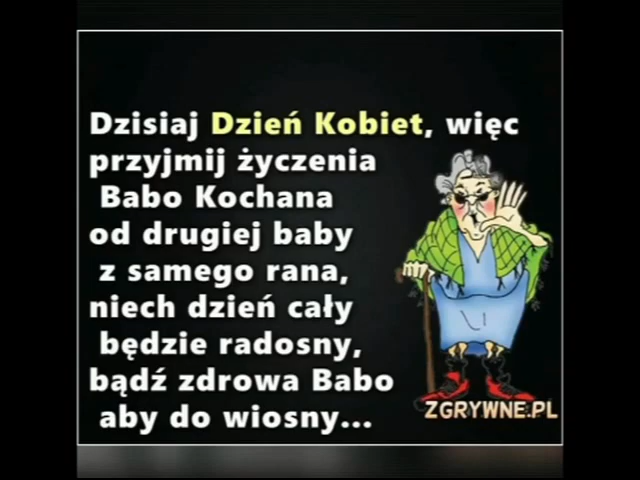 Dzisiaj Dzień Kobiet, więc
przyjmij życzenia
Babo Kochana
od drugiej baby
z samego rana,
niech dzień cały
będzie radosny,
bądź zdrowa Babo
aby do wiosny...
ZGRYWNE.PL